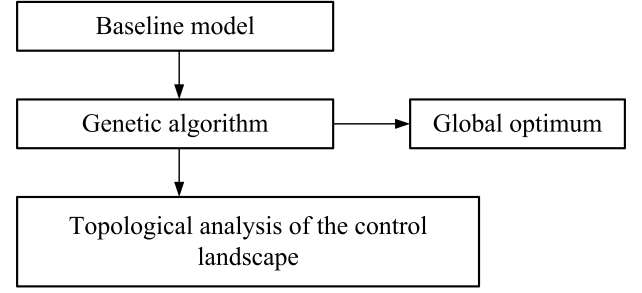 Baseline model
Genetic algorithm
Global optimum
Topological analysis of the control
landscape